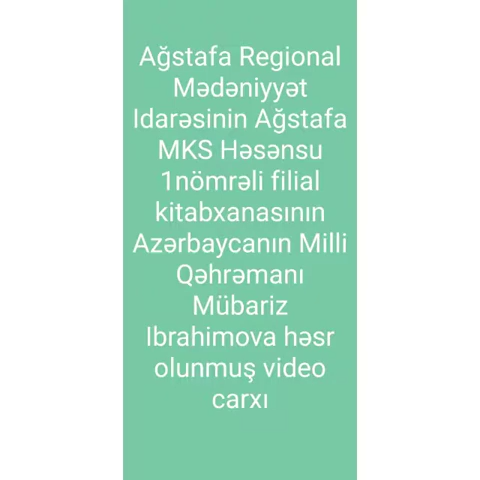 Ağstafa Regional
Mədəniyyət
Idarəsinin Ağstafa
MKS Həsənsu
1nömrəli filial
kitabxanasının
Azərbaycanın Milli
Qəhrəmanı
Mübariz
Ibrahimova həsr
olunmuş video
carxı